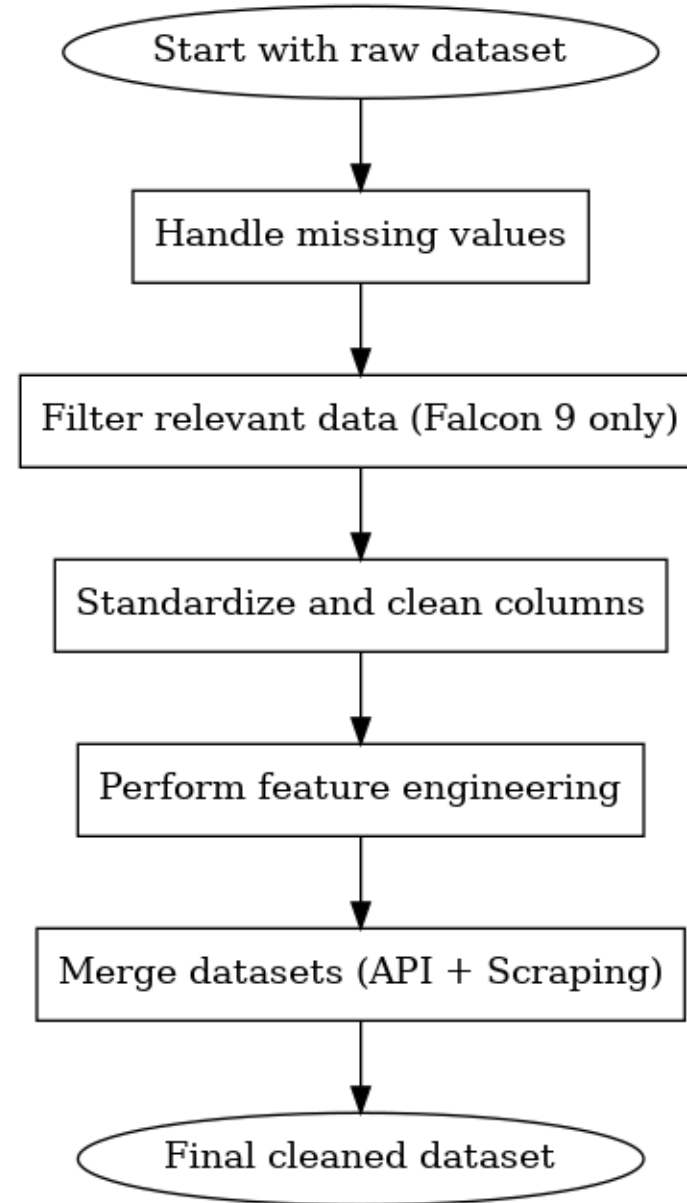 Start with raw dataset
Handle missing values
Filter relevant data (Falcon 9 only)
Standardize and clean columns
Perform feature engineering
Merge datasets (API + Scraping)
Final cleaned dataset